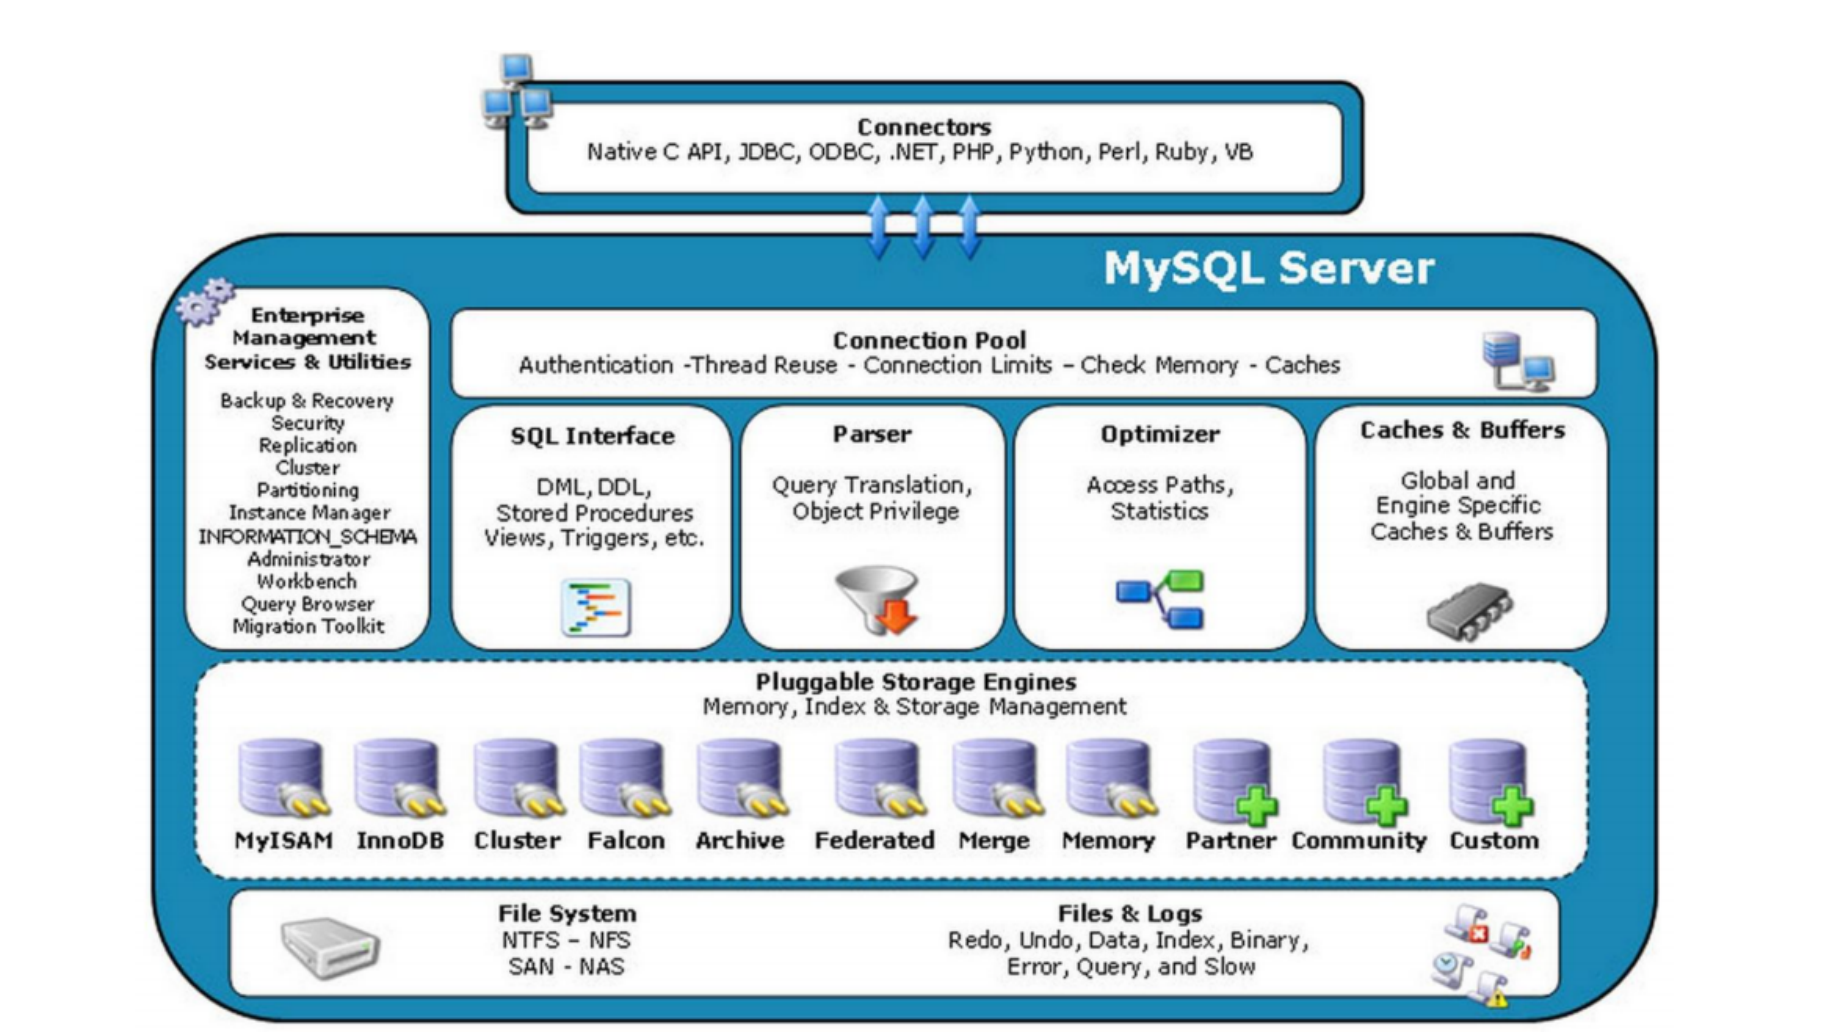 Connectors
Native C API, JDBC, ODBC, .NET, PHP, Python, Perl, Ruby, VB
MySQL Server
Enterprise
Management
Services & Utilities
Backup & Recovery
Security
Replication
Cluster
Partitioning
Instance Manager
INFORMATION_SCHEMA
Administrator
Workbench
Query Browser
Migration Toolkit
Connection Pool
Authentication -Thread Reuse - Connection Limits – Check Memory - Caches
SQL Interface
DML, DDL,
Stored Procedures
Views, Triggers, etc.
Parser
Query Translation,
Object Privilege
Optimizer
Access Paths,
Statistics
Caches & Buffers
Global and
Engine Specific
Caches & Buffers
Pluggable Storage Engines
Memory, Index & Storage Management
MyISAM
InnoDB
Cluster
Falcon
Archive
Federated
Merge
Memory
Partner
Community
Custom
File System
NTFS – NFS
SAN - NAS
Files & Logs
Redo, Undo, Data, Index, Binary,
Error, Query, and Slow